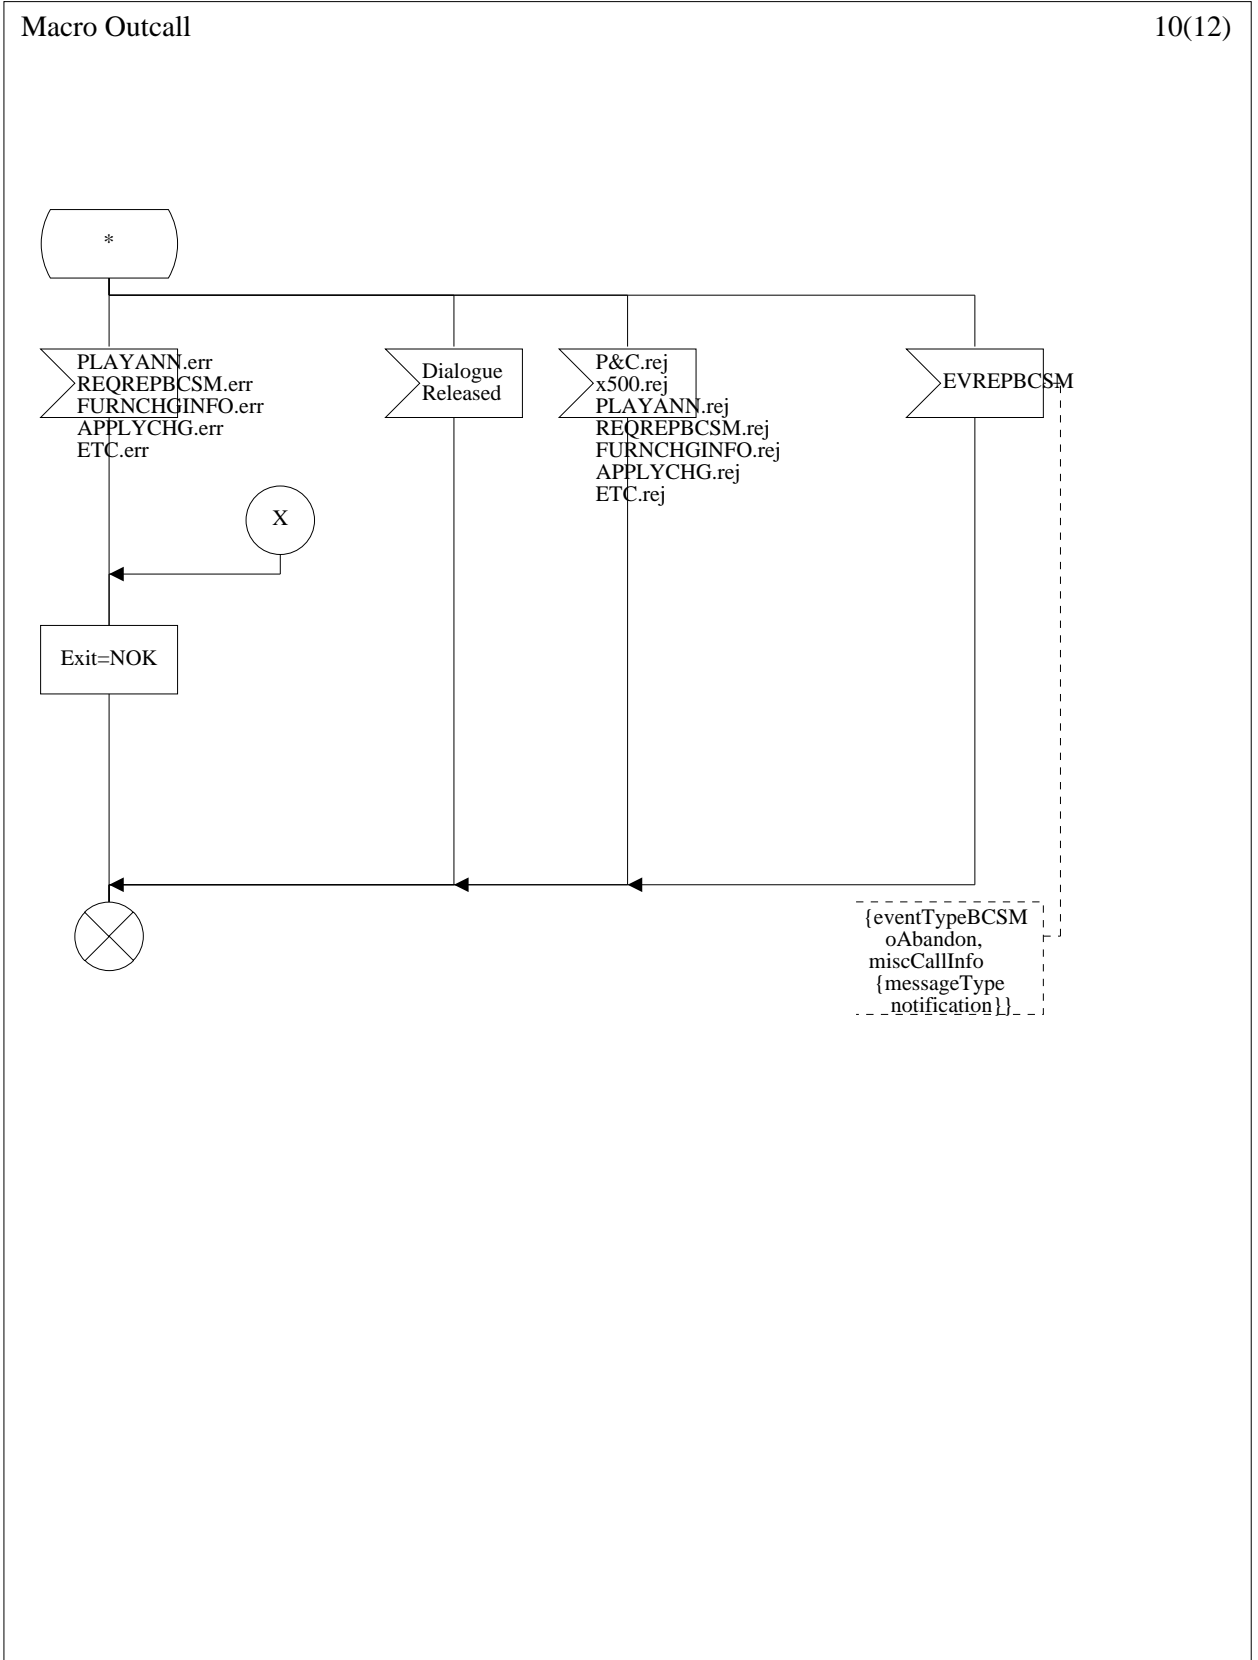 Macro Outcall
10(12)
*
PLAYANN.err
REQREPBCSM.err
FURNCHGINFO.err
APPLYCHG.err
ETC.err
Dialogue
Released
P&C.rej
x500.rej
PLAYANN.rej
REQREPBCSM.rej
FURNCHGINFO.rej
APPLYCHG.rej
ETC.rej
EVREPBCSM
X
Exit=NOK
{eventTypeBCSM
oAbandon,
miscCallInfo
{messageType
notification}}